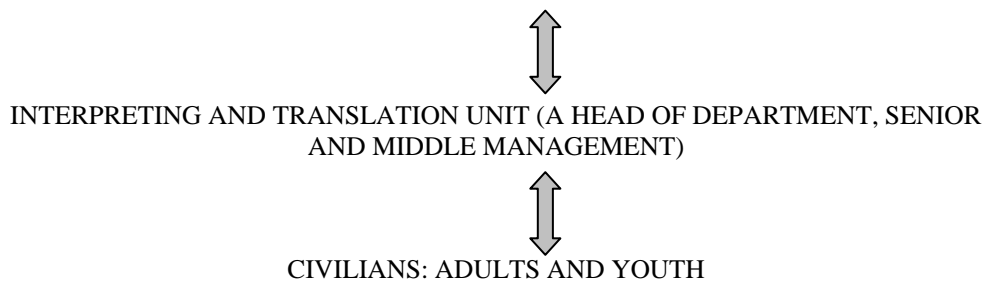 INTERPRETING AND TRANSLATION UNIT (A HEAD OF DEPARTMENT, SENIOR
AND MIDDLE MANAGEMENT)
CIVILIANS: ADULTS AND YOUTH